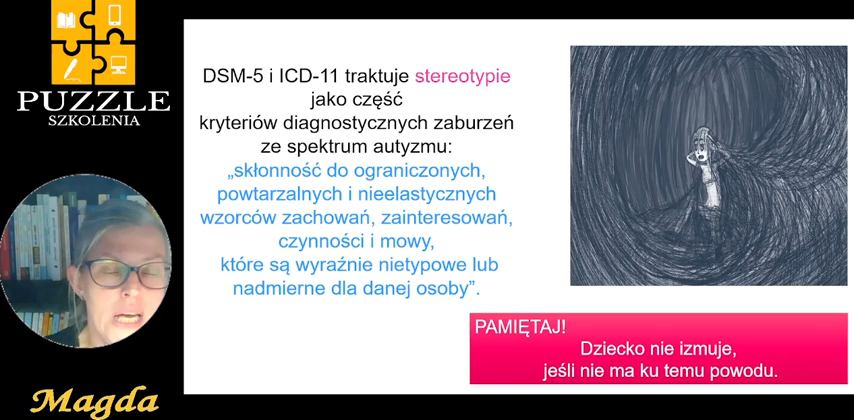 PUZZLE
SZKOLENIA
DSM-5 i ICD-11 traktuje stereotypie
jako część
kryteriów diagnostycznych zaburzeń
ze spektrum autyzmu:
„skłonność do ograniczonych,
powtarzalnych i nieelastycznych
wzorców zachowań, zainteresowań,
czynności i mowy,
które są wyraźnie nietypowe lub
nadmierne dla danej osoby”.
PAMIĘTAJ!
Dziecko nie izmuje,
jeśli nie ma ku temu powodu.
Magda